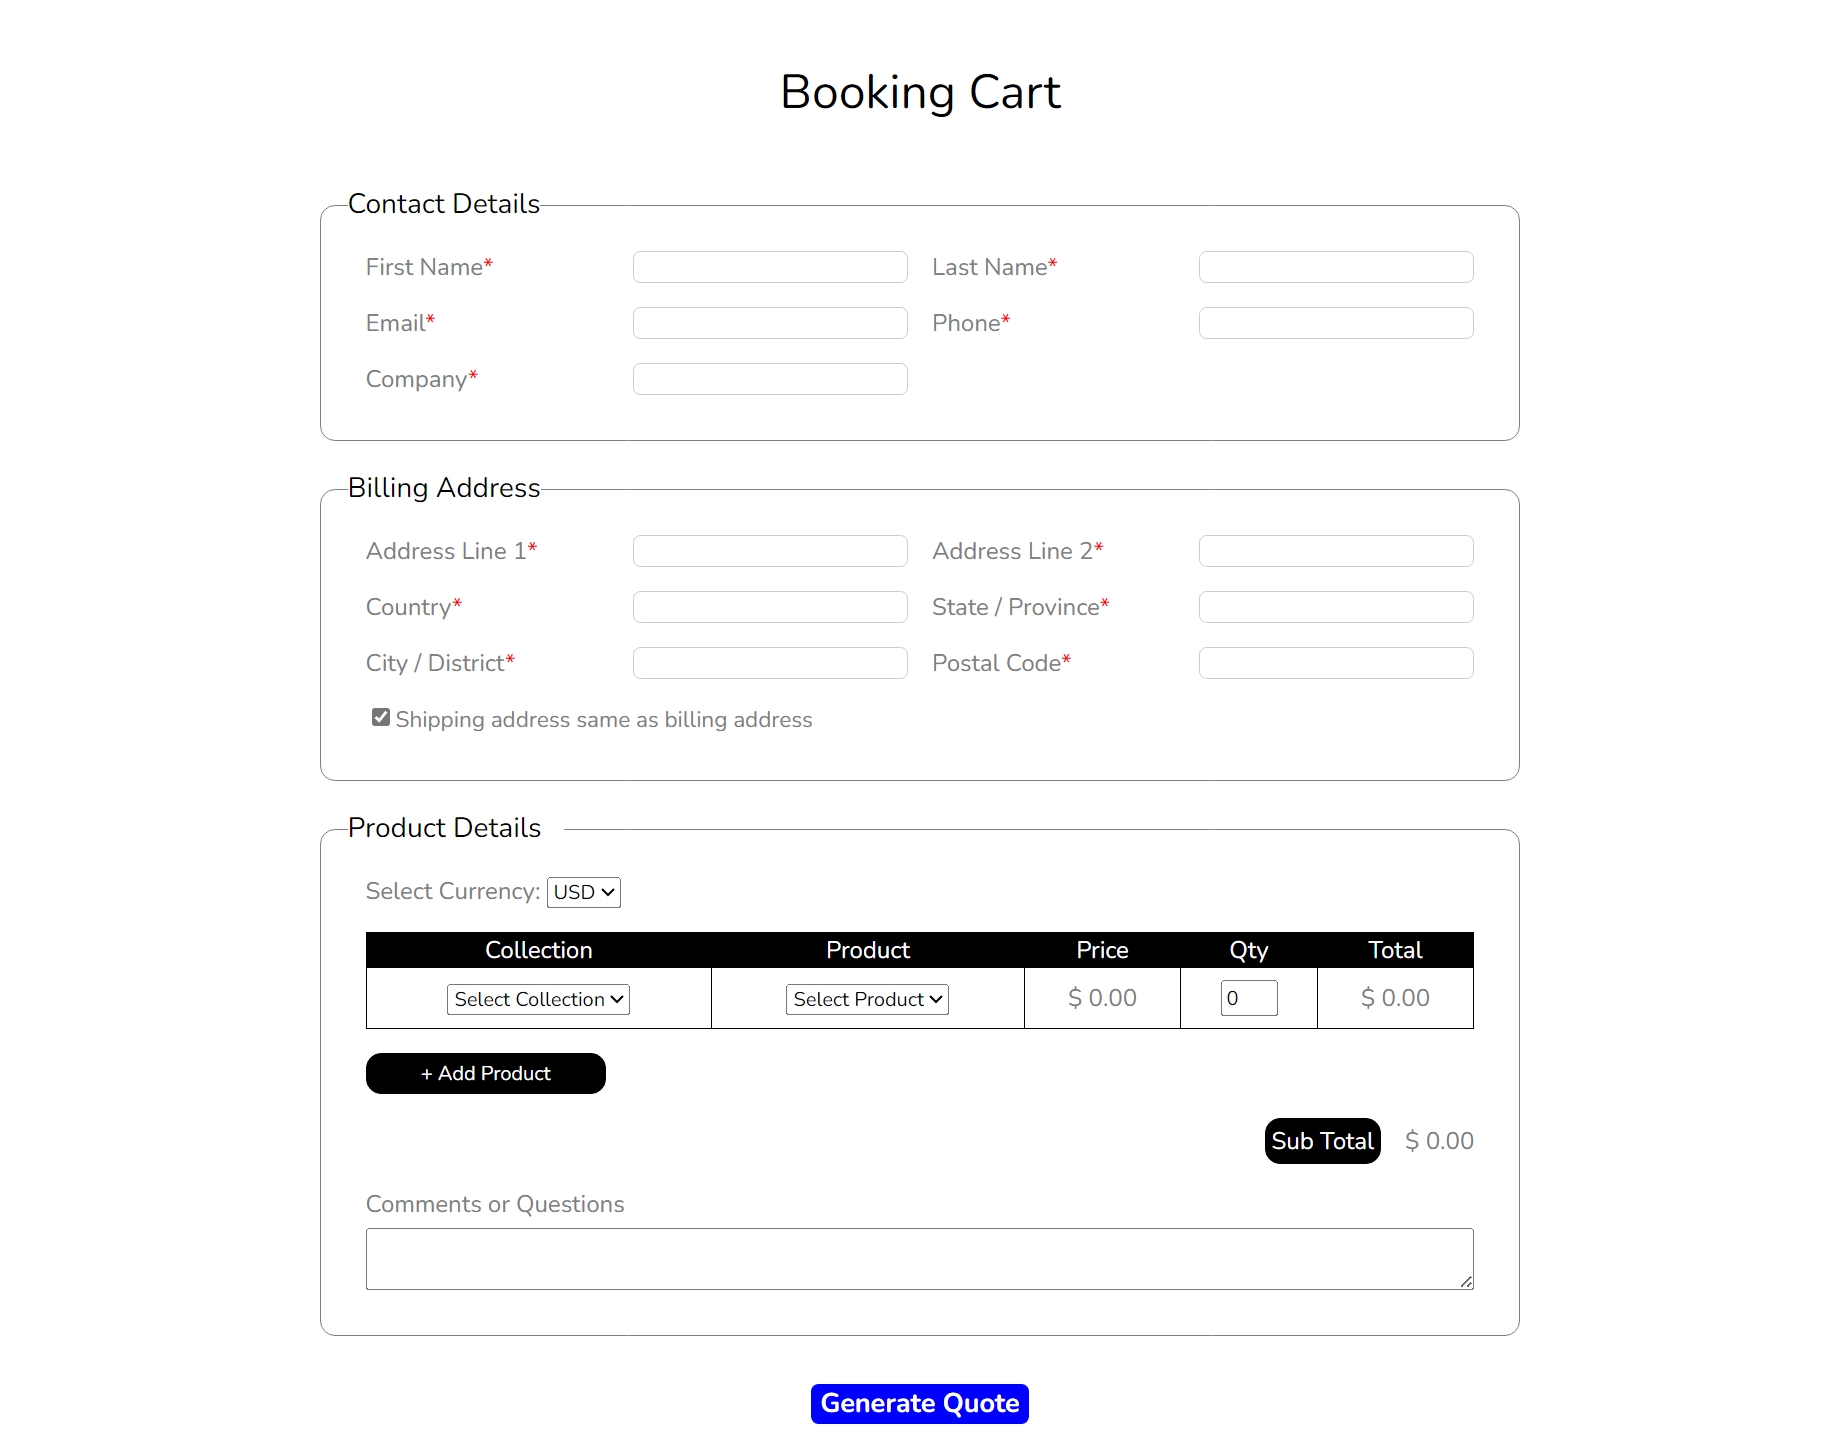 Booking Cart
Contact Details
First Name* Last Name*
Email* Phone*
Company*
Billing Address
Address Line 1* Address Line 2*
Country* State / Province*
City / District* Postal Code*
Shipping address same as billing address
Product Details
Select Currency: USD
Collection Product Price Qty Total
Select Collection Select Product $ 0.00 0 $ 0.00
+ Add Product
Sub Total $ 0.00
Comments or Questions
Generate Quote